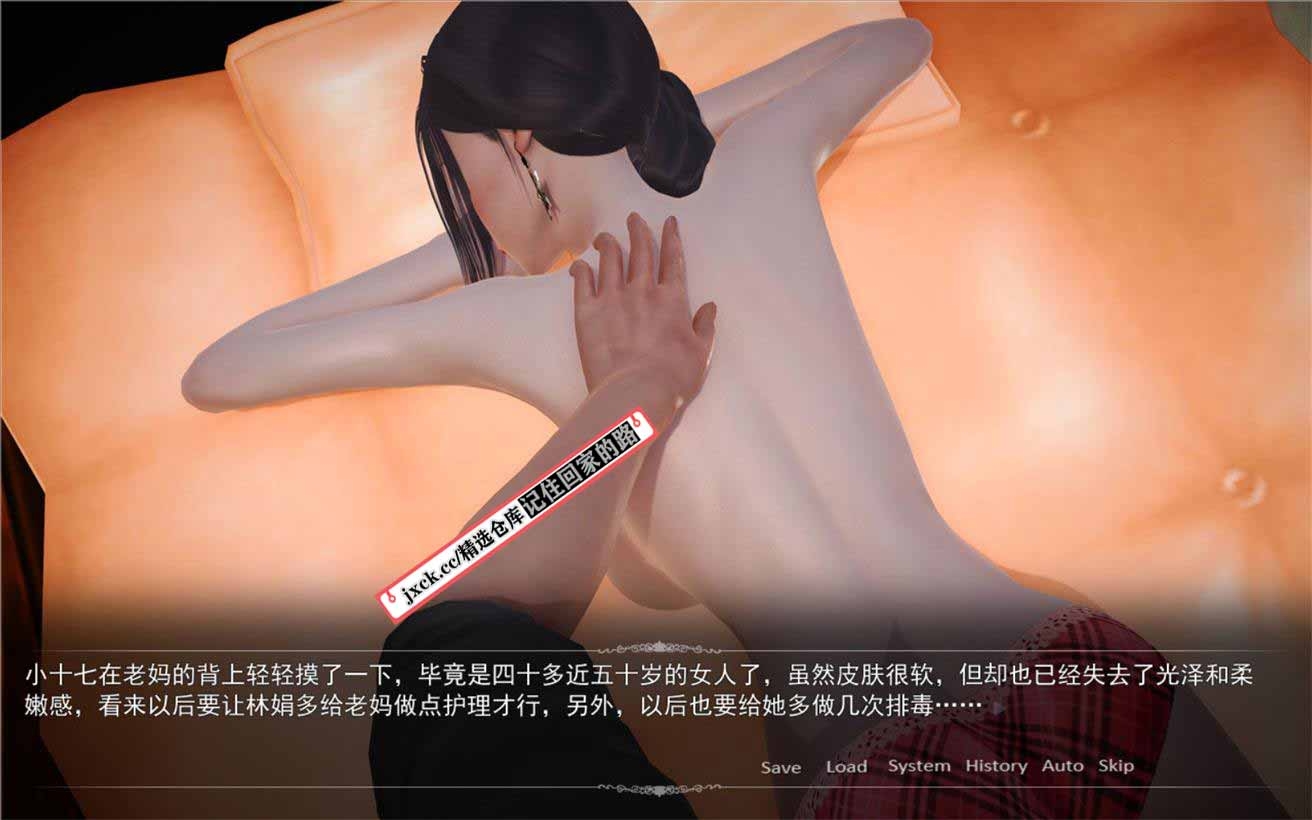 jxck.cc/精选仓库记住回家的路
小十七在老妈的背上轻轻摸了一下，毕竟是四十多近五十岁的女人了，虽然皮肤很软，但却也已经失去了光泽和柔
嫩感，看来以后要让林娟多给老妈做点护理才行，另外，以后也要给她多做几次排毒……
Save Load System History Auto Skip